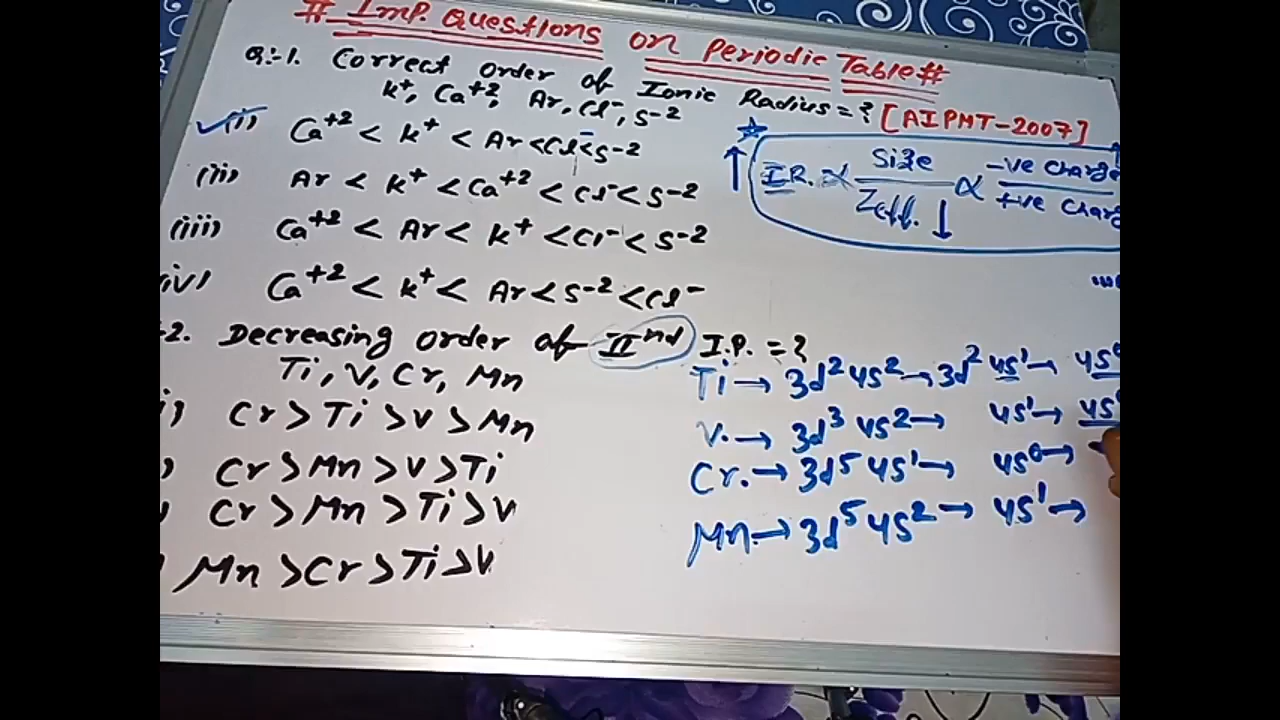 # Imp. Questions on Periodic Table #
Q:-1. Correct order of Ionic Radius = ? [AIPMT-2007]
K⁺, Ca⁺², Ar, Cl⁻, S⁻²
(i) Ca⁺² < K⁺ < Ar < Cl⁻ < S⁻²
(ii) Ar < K⁺ < Ca⁺² < Cl⁻ < S⁻²
(iii) Ca⁺² < Ar < K⁺ < Cl⁻ < S⁻²
iv) Ca⁺² < K⁺ < Ar < S⁻² < Cl⁻
↑ I.R. ∝ Size / Zeff. ↓ ∝ -ve charge / +ve charg
-2. Decreasing order of IInd I.P. = ?
Ti, V, Cr, Mn
i) Cr > Ti > V > Mn
) Cr > Mn > V > Ti
) Cr > Mn > Ti > V
) Mn > Cr > Ti > V
Ti → 3d² 4s² → 3d² 4s¹ → 4s⁰
V. → 3d³ 4s² → 4s¹ → 4s
Cr. → 3d⁵ 4s¹ → 4s⁰ →
Mn. → 3d⁵ 4s² → 4s¹ →